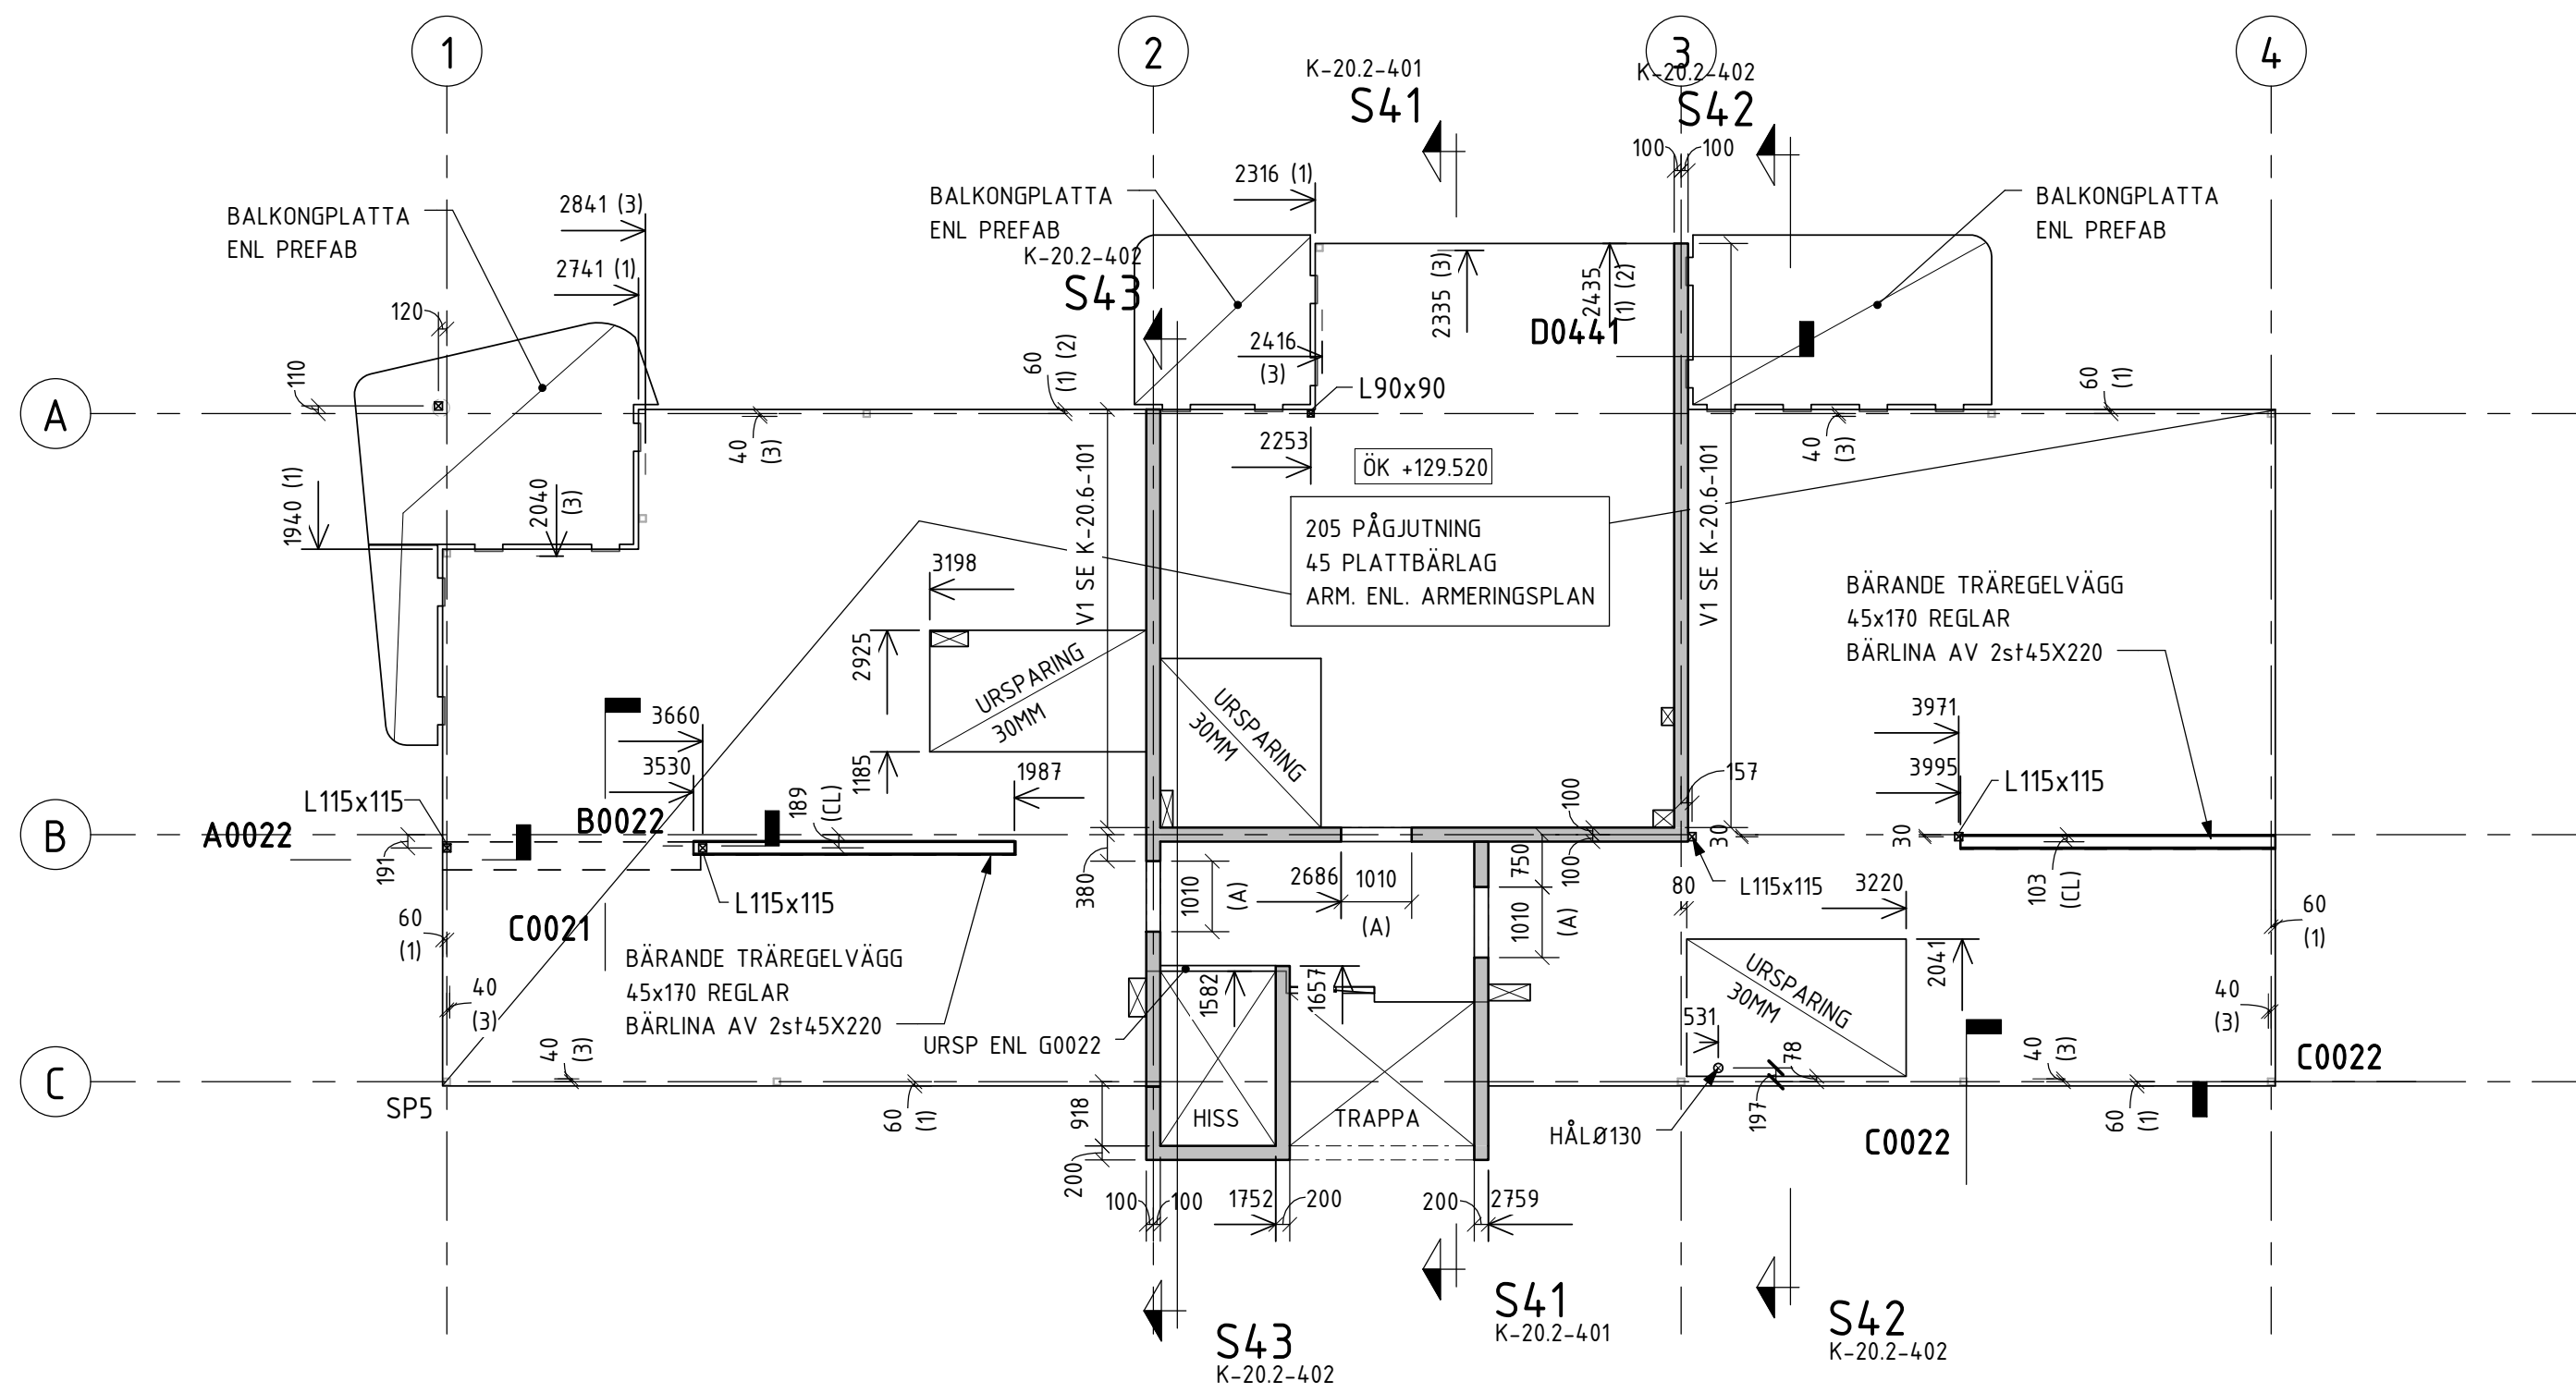 1
2
3
4
K-20.2-401
S41
K-20.2-402
S42
100
100
2316 (1)
BALKONGPLATTA
ENL PREFAB
2841 (3)
2741 (1)
120
BALKONGPLATTA
ENL PREFAB
K-20.2-402
S43
BALKONGPLATTA
ENL PREFAB
2335 (3)
2435
(1) (2)
D0441
2416
(3)
60
(1) (2)
110
60
(1)
A
L90x90
40
(3)
40
(3)
2253
ÖK +129.520
1940 (1)
2040
(3)
V1 SE K-20.6-101
V1 SE K-20.6-101
205 PÅGJUTNING
45 PLATTBÄRLAG
ARM. ENL. ARMERINGSPLAN
3198
BÄRANDE TRÄREGELVÄGG
45x170 REGLAR
BÄRLINA AV 2st45X220
2925
URSPARING
30MM
URSPARING
30MM
3660
3530
1185
1987
3971
3995
157
L115x115
L115x115
189
(CL)
100
B
A0022
B0022
30
30
191
380
L115x115
C0021
1010
(A)
2686
1010
(A)
750
100
1010
(A)
80
L115x115
3220
103
(CL)
60
(1)
60
(1)
BÄRANDE TRÄREGELVÄGG
45x170 REGLAR
BÄRLINA AV 2st45X220
40
(3)
1582
1657
URSPARING
30MM
2041
40
(3)
531
URSP ENL G0022
40
(3)
78
40
(3)
C0022
C
SP5
60
(1)
918
HISS
TRAPPA
HÅLØ130
197
C0022
60
(1)
200
100
100
1752
200
200
2759
S41
K-20.2-401
S42
K-20.2-402
S43
K-20.2-402